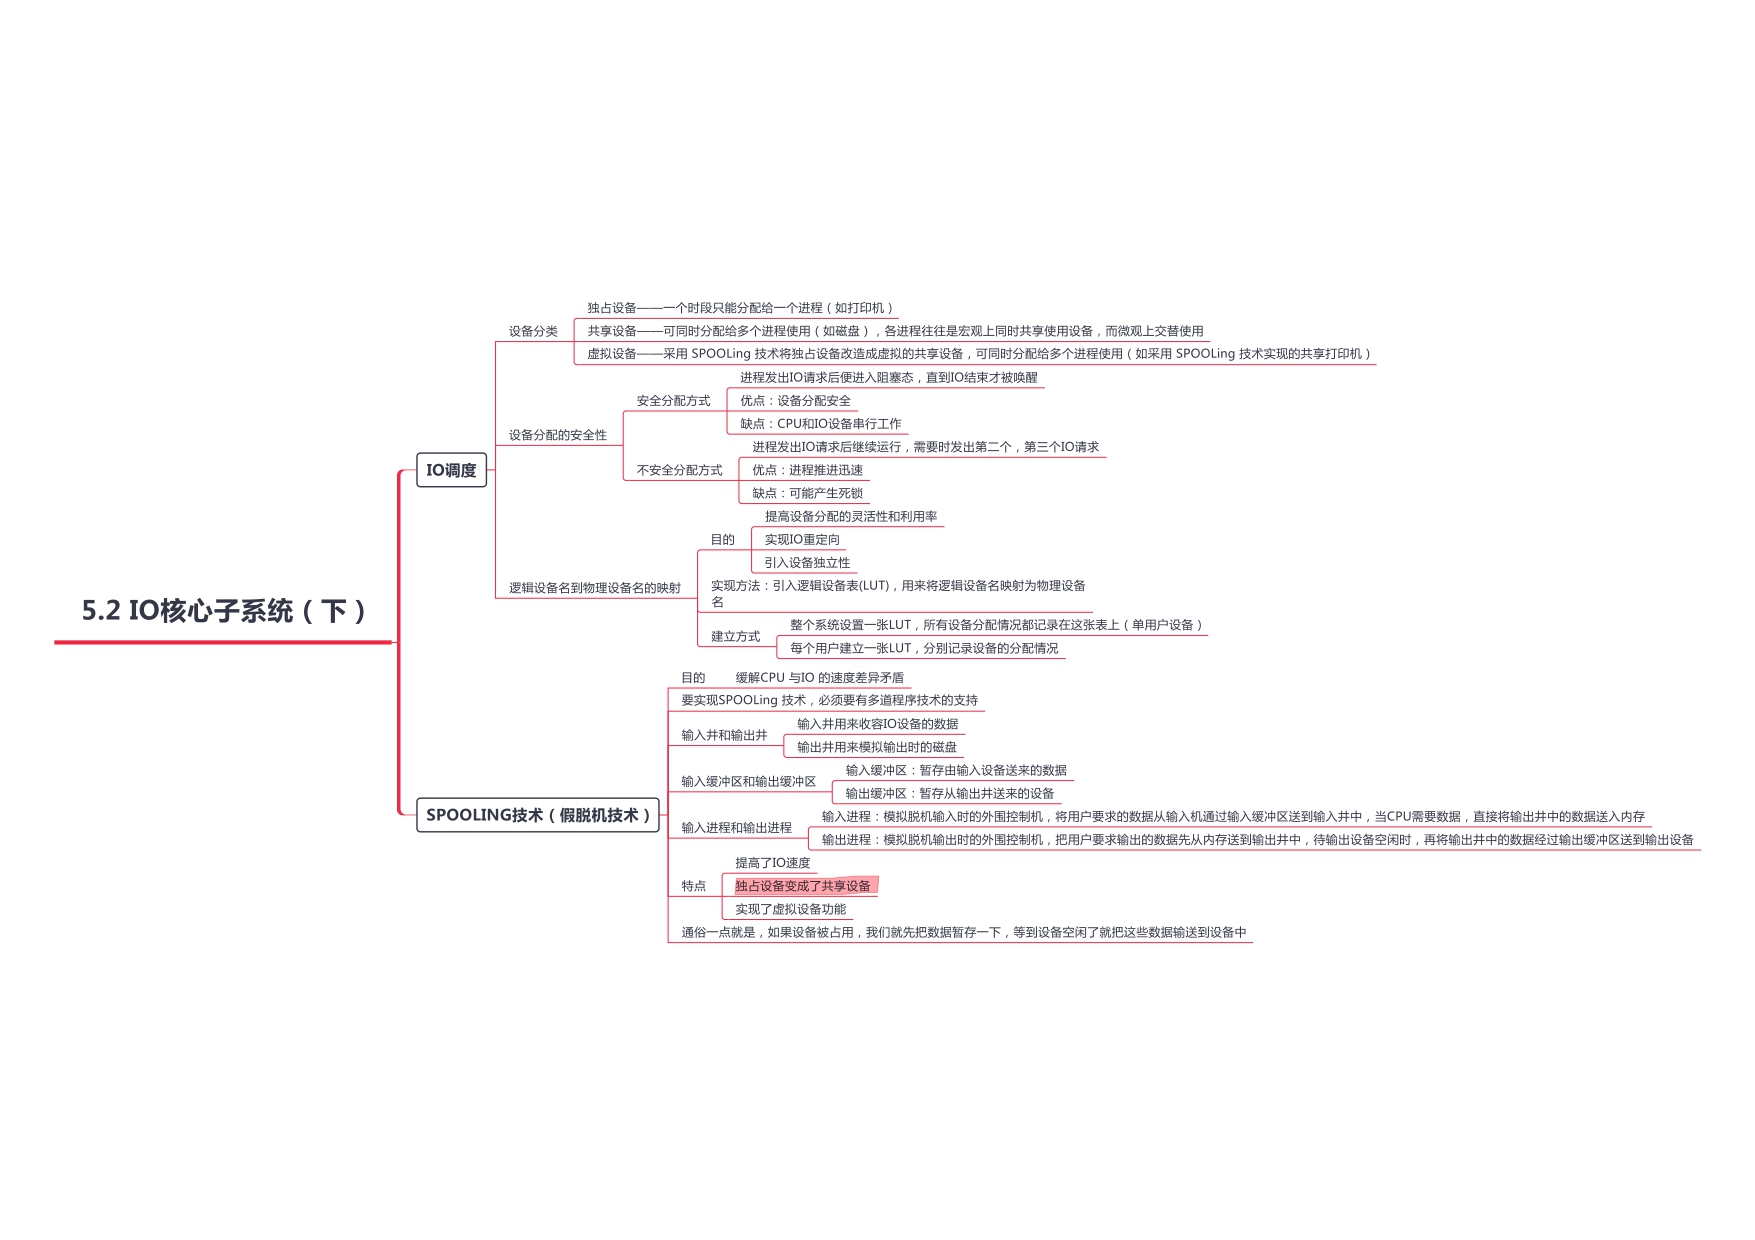 5.2 IO核心子系统（下）
IO调度
设备分类
独占设备——一个时段只能分配给一个进程（如打印机）
共享设备——可同时分配给多个进程使用（如磁盘），各进程往往是宏观上同时共享使用设备，而微观上交替使用
虚拟设备——采用 SPOOLing 技术将独占设备改造成虚拟的共享设备，可同时分配给多个进程使用（如采用 SPOOLing 技术实现的共享打印机）
设备分配的安全性
安全分配方式
进程发出IO请求后便进入阻塞态，直到IO结束才被唤醒
优点：设备分配安全
缺点：CPU和IO设备串行工作
不安全分配方式
进程发出IO请求后继续运行，需要时发出第二个，第三个IO请求
优点：进程推进迅速
缺点：可能产生死锁
逻辑设备名到物理设备名的映射
目的
提高设备分配的灵活性和利用率
实现IO重定向
引入设备独立性
实现方法：引入逻辑设备表(LUT)，用来将逻辑设备名映射为物理设备
名
建立方式
整个系统设置一张LUT，所有设备分配情况都记录在这张表上（单用户设备）
每个用户建立一张LUT，分别记录设备的分配情况
SPOOLING技术（假脱机技术）
目的
缓解CPU 与IO 的速度差异矛盾
要实现SPOOLing 技术，必须要有多道程序技术的支持
输入井和输出井
输入井用来收容IO设备的数据
输出井用来模拟输出时的磁盘
输入缓冲区和输出缓冲区
输入缓冲区：暂存由输入设备送来的数据
输出缓冲区：暂存从输出井送来的设备
输入进程和输出进程
输入进程：模拟脱机输入时的外围控制机，将用户要求的数据从输入机通过输入缓冲区送到输入井中，当CPU需要数据，直接将输出井中的数据送入内存
输出进程：模拟脱机输出时的外围控制机，把用户要求输出的数据先从内存送到输出井中，待输出设备空闲时，再将输出井中的数据经过输出缓冲区送到输出设备
特点
提高了IO速度
独占设备变成了共享设备
实现了虚拟设备功能
通俗一点就是，如果设备被占用，我们就先把数据暂存一下，等到设备空闲了就把这些数据输送到设备中